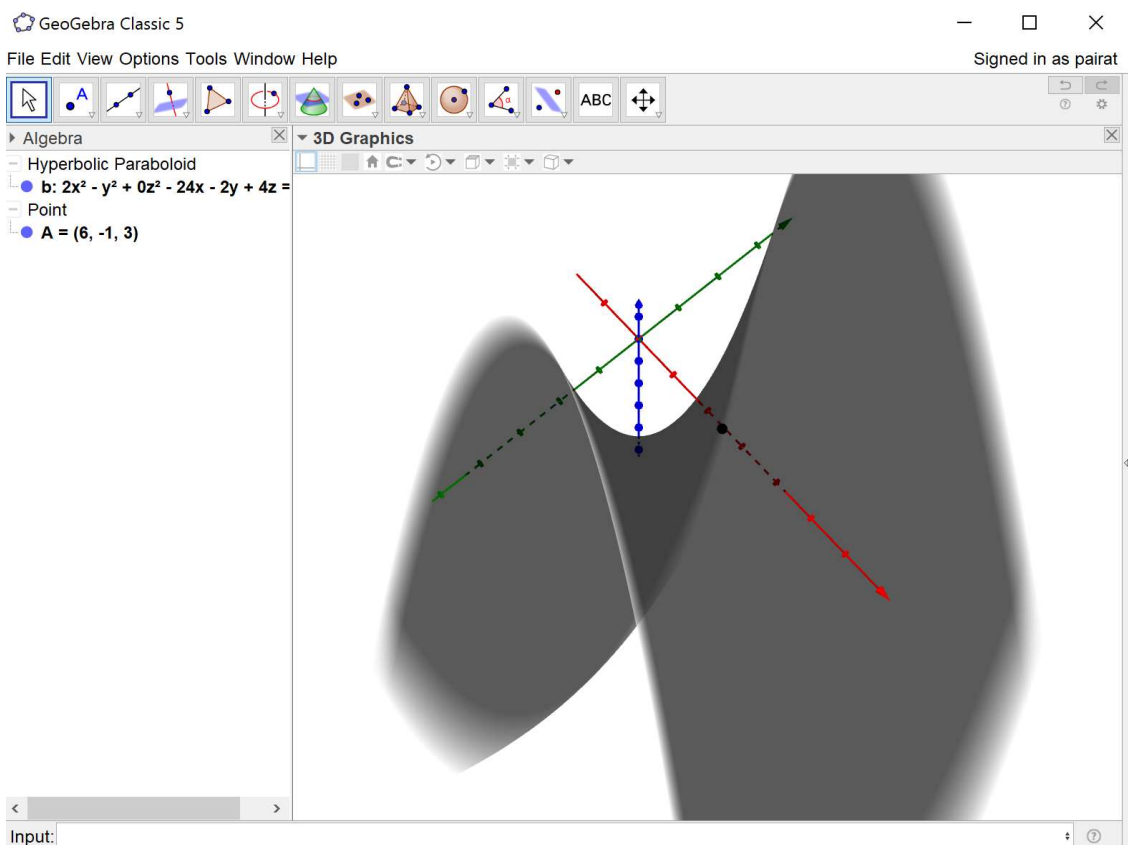 GeoGebra Classic 5
File Edit View Options Tools Window Help
Signed in as pairat
A
α
ABC
Algebra
3D Graphics
Hyperbolic Paraboloid
b: 2x² - y² + 0z² - 24x - 2y + 4z =
Point
A = (6, -1, 3)
Input: